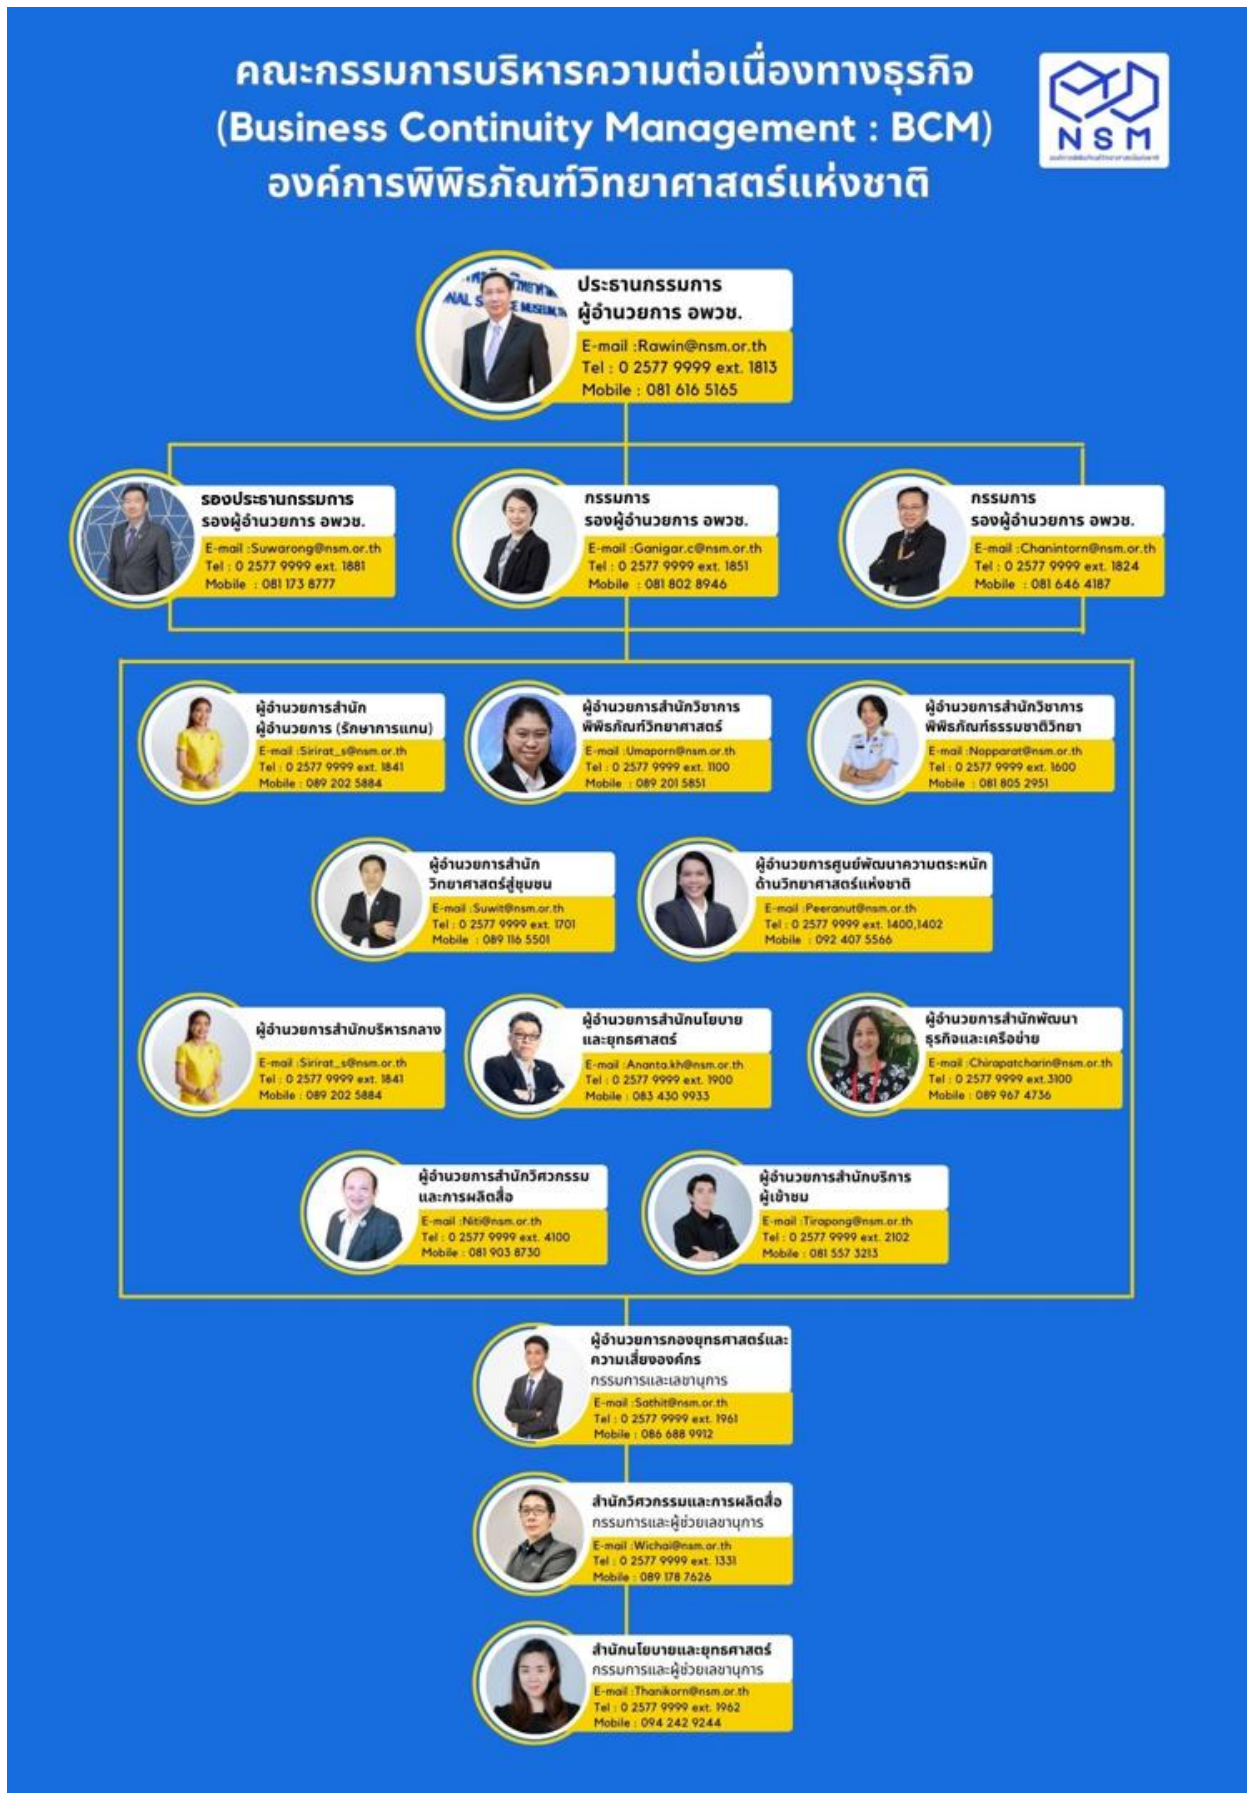 คณะกรรมการบริหารความต่อเนื่องทางธุรกิจ
(Business Continuity Management : BCM)
องค์การพิพิธภัณฑ์วิทยาศาสตร์แห่งชาติ
NSM
องค์การพิพิธภัณฑ์วิทยาศาสตร์แห่งชาติ
ประธานกรรมการ
ผู้อำนวยการ อพวช.
E-mail :Rawin@nsm.or.th
Tel : 0 2577 9999 ext. 1813
Mobile : 081 616 5165
รองประธานกรรมการ
รองผู้อำนวยการ อพวช.
E-mail :Suwarong@nsm.or.th
Tel : 0 2577 9999 ext. 1881
Mobile : 081 173 8777
กรรมการ
รองผู้อำนวยการ อพวช.
E-mail :Ganigar.c@nsm.or.th
Tel : 0 2577 9999 ext. 1851
Mobile : 081 802 8946
กรรมการ
รองผู้อำนวยการ อพวช.
E-mail :Chanintorn@nsm.or.th
Tel : 0 2577 9999 ext. 1824
Mobile : 081 646 4187
ผู้อำนวยการสำนัก
ผู้อำนวยการ (รักษาการแทน)
E-mail :Sirirat_s@nsm.or.th
Tel : 0 2577 9999 ext. 1841
Mobile : 089 202 5884
ผู้อำนวยการสำนักวิชาการ
พิพิธภัณฑ์วิทยาศาสตร์
E-mail :Umaporn@nsm.or.th
Tel : 0 2577 9999 ext. 1100
Mobile : 089 201 5851
ผู้อำนวยการสำนักวิชาการ
พิพิธภัณฑ์ธรรมชาติวิทยา
E-mail :Nopparat@nsm.or.th
Tel : 0 2577 9999 ext. 1600
Mobile : 081 805 2951
ผู้อำนวยการสำนัก
วิทยาศาสตร์สู่ชุมชน
E-mail :Suwit@nsm.or.th
Tel : 0 2577 9999 ext. 1701
Mobile : 089 116 5501
ผู้อำนวยการศูนย์พัฒนาความตระหนัก
ด้านวิทยาศาสตร์แห่งชาติ
E-mail :Peeranut@nsm.or.th
Tel : 0 2577 9999 ext. 1400,1402
Mobile : 092 407 5566
ผู้อำนวยการสำนักบริหารกลาง
E-mail :Sirirat_s@nsm.or.th
Tel : 0 2577 9999 ext. 1841
Mobile : 089 202 5884
ผู้อำนวยการสำนักนโยบาย
และยุทธศาสตร์
E-mail :Ananta.kh@nsm.or.th
Tel : 0 2577 9999 ext. 1900
Mobile : 083 430 9933
ผู้อำนวยการสำนักพัฒนา
ธุรกิจและเครือข่าย
E-mail :Chirapatcharin@nsm.or.th
Tel : 0 2577 9999 ext.3100
Mobile : 089 967 4736
ผู้อำนวยการสำนักวิศวกรรม
และการผลิตสื่อ
E-mail :Niti@nsm.or.th
Tel : 0 2577 9999 ext. 4100
Mobile : 081 903 8730
ผู้อำนวยการสำนักบริการ
ผู้เข้าชม
E-mail :Tirapong@nsm.or.th
Tel : 0 2577 9999 ext. 2102
Mobile : 081 557 3213
ผู้อำนวยการกองยุทธศาสตร์และ
ความเสี่ยงองค์กร
กรรมการและเลขานุการ
E-mail :Sathit@nsm.or.th
Tel : 0 2577 9999 ext. 1961
Mobile : 086 688 9912
สำนักวิศวกรรมและการผลิตสื่อ
กรรมการและผู้ช่วยเลขานุการ
E-mail :Wichai@nsm.or.th
Tel : 0 2577 9999 ext. 1331
Mobile : 089 178 7626
สำนักนโยบายและยุทธศาสตร์
กรรมการและผู้ช่วยเลขานุการ
E-mail :Thanikorn@nsm.or.th
Tel : 0 2577 9999 ext. 1962
Mobile : 094 242 9244